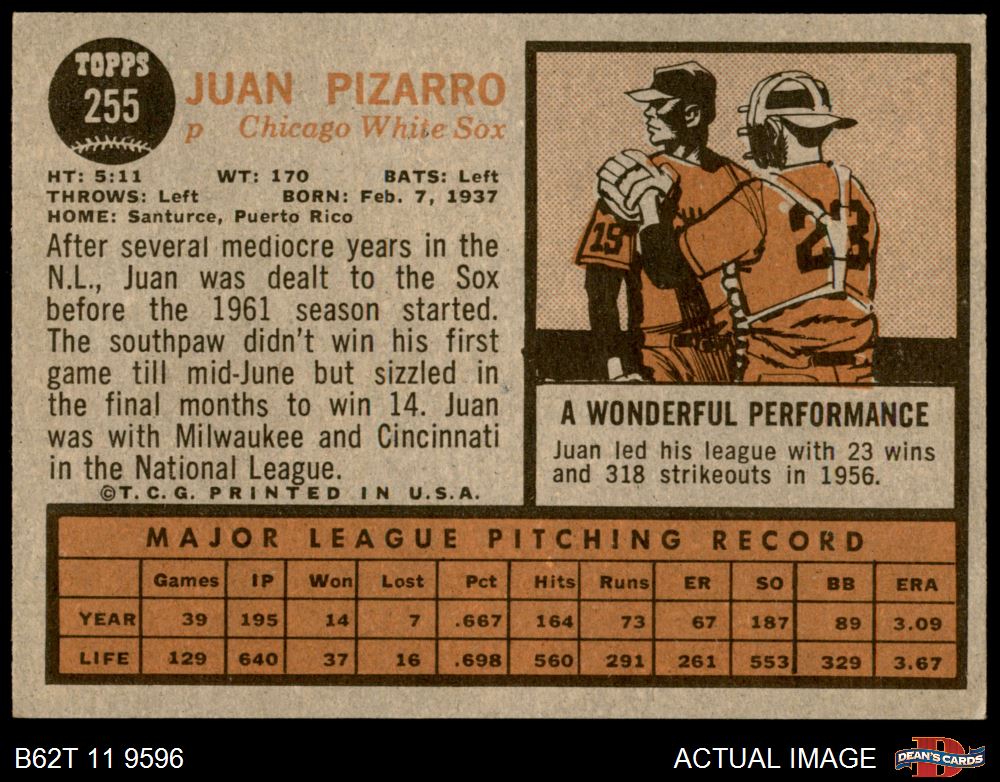 TOPPS
255
JUAN PIZARRO
p Chicago White Sox
HT: 5:11 WT: 170 BATS: Left
THROWS: Left BORN: Feb. 7, 1937
HOME: Santurce, Puerto Rico
After several mediocre years in the
N.L., Juan was dealt to the Sox
before the 1961 season started.
The southpaw didn't win his first
game till mid-June but sizzled in
the final months to win 14. Juan
was with Milwaukee and Cincinnati
in the National League.
©T.C.G. PRINTED IN U.S.A.
19
23
A WONDERFUL PERFORMANCE
Juan led his league with 23 wins
and 318 strikeouts in 1956.
MAJOR LEAGUE PITCHING RECORD
Games IP Won Lost Pct Hits Runs ER SO BB ERA
YEAR 39 195 14 7 .667 164 73 67 187 89 3.09
LIFE 129 640 37 16 .698 560 291 261 553 329 3.67
B62T 11 9596
ACTUAL IMAGE
D
DEAN'S CARDS